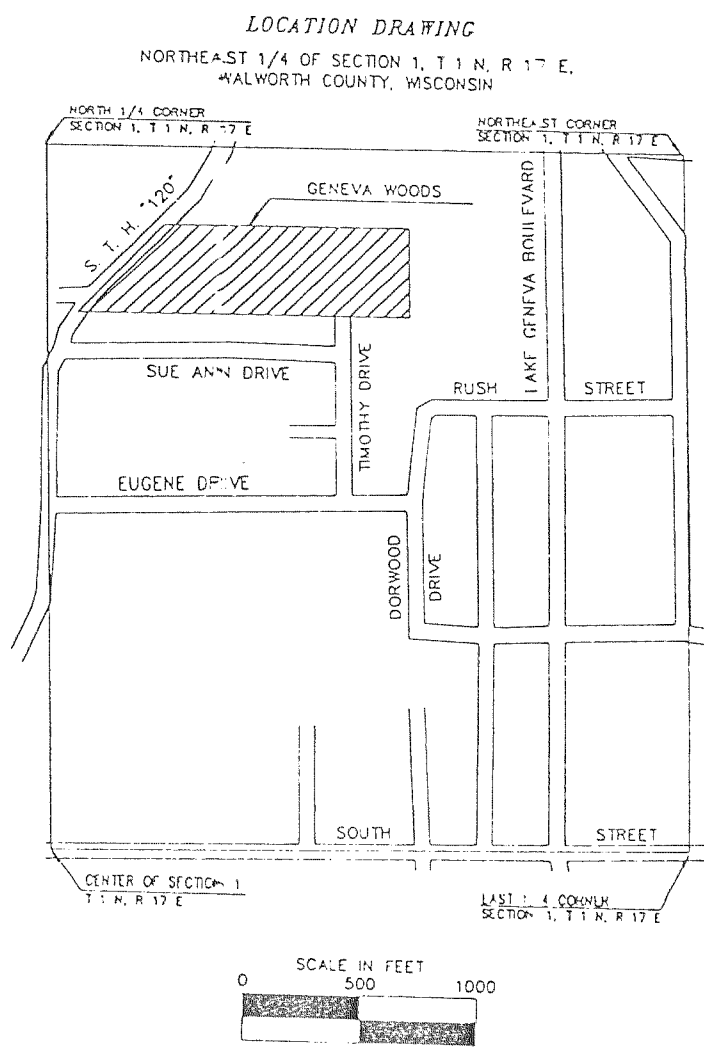 LOCATION DRAWING
NORTHEAST 1/4 OF SECTION 1, T 1 N, R 17 E,
WALWORTH COUNTY, WISCONSIN
NORTH 1/4 CORNER
SECTION 1, T 1 N, R 17 E
NORTHEAST CORNER
SECTION 1, T 1 N, R 17 E
S. T. H. "120"
GENEVA WOODS
LAKE GENEVA BOULEVARD
SUE ANN DRIVE
TIMOTHY DRIVE
RUSH STREET
EUGENE DRIVE
DORWOOD
DRIVE
SOUTH STREET
CENTER OF SECTION 1
T 1 N, R 17 E
EAST 1/4 CORNER
SECTION 1, T 1 N, R 17 E
SCALE IN FEET
0 500 1000